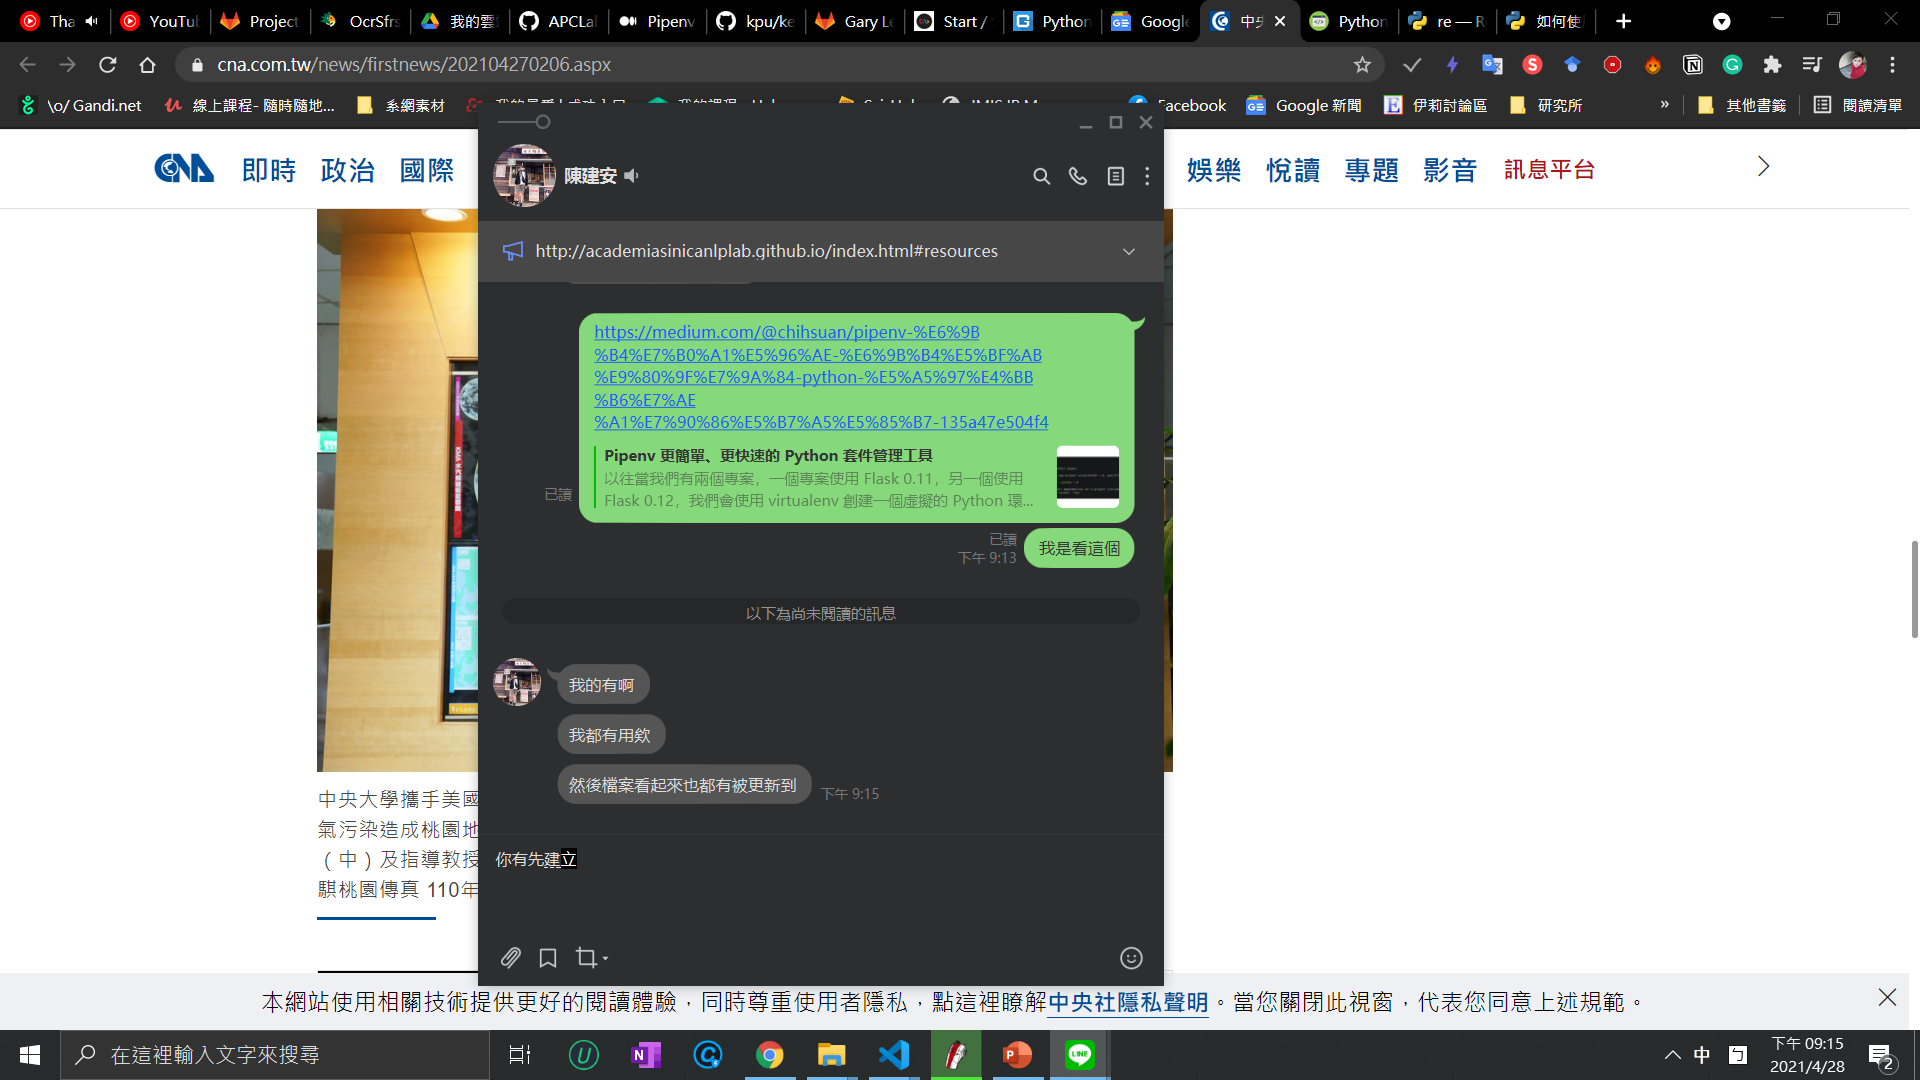 Tha
YouTu
Project
OcrSfrs
我的雲
APCLa
Pipenv
kpu/ke
Gary Le
Start /
Python
Google
中央
Python
re — R
如何使
cna.com.tw/news/firstnews/202104270206.aspx
\o/ Gandi.net
線上課程- 隨時隨地...
系網素材
Facebook
Google 新聞
伊莉討論區
研究所
»
其他書籤
閱讀清單
CNA
即時
政治
國際
娛樂
悅讀
專題
影音
訊息平台
陳建安
http://academiasinicanlplab.github.io/index.html#resources
https://medium.com/@chihsuan/pipenv-%E6%9B
%B4%E7%B0%A1%E5%96%AE-%E6%9B%B4%E5%BF%AB
%E9%80%9F%E7%9A%84-python-%E5%A5%97%E4%BB
%B6%E7%AE
%A1%E7%90%86%E5%B7%A5%E5%85%B7-135a47e504f4
Pipenv 更簡單、更快速的 Python 套件管理工具
以往當我們有兩個專案，一個專案使用 Flask 0.11，另一個使用
Flask 0.12，我們會使用 virtualenv 創建一個虛擬的 Python 環...
已讀
已讀
下午 9:13
我是看這個
以下為尚未閱讀的訊息
我的有啊
我都有用欸
然後檔案看起來也都有被更新到
下午 9:15
你有先建立
中央大學攜手美國
氣污染造成桃園地
（中）及指導教授
騏桃園傳真 110年
本網站使用相關技術提供更好的閱讀體驗，同時尊重使用者隱私，點這裡瞭解中央社隱私聲明。當您關閉此視窗，代表您同意上述規範。
在這裡輸入文字來搜尋
中
下午 09:15
2021/4/28
2